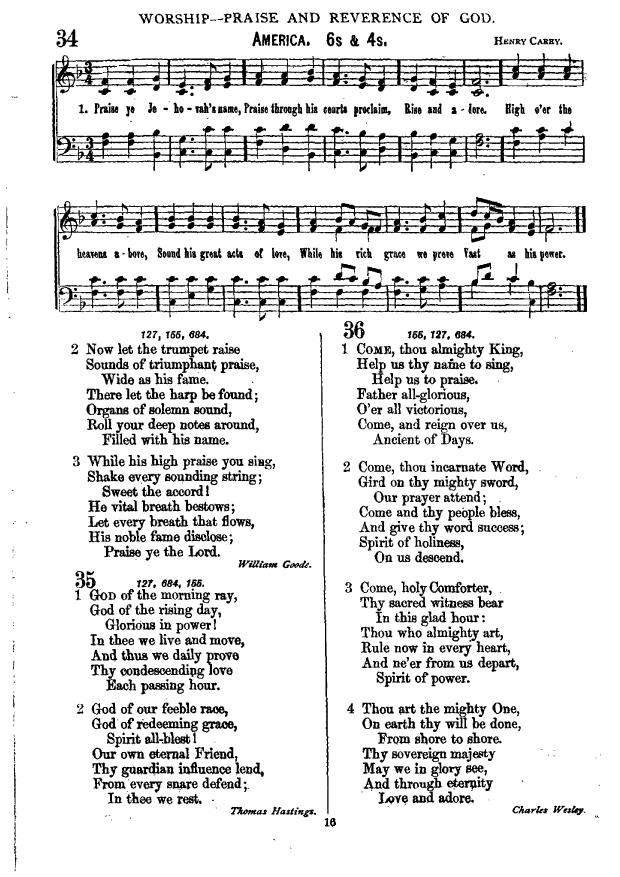 WORSHIP--PRAISE AND REVERENCE OF GOD.
34
AMERICA. 6s & 4s.
HENRY CAREY.
1. Praise ye Je - ho - vah's name, Praise through his courts proclaim, Rise and a - dore. High o'er the
heavens a - bove, Sound his great acts of love, While his rich grace we prove Vast as his power.
127, 155, 684.
2 Now let the trumpet raise
Sounds of triumphant praise,
Wide as his fame.
There let the harp be found;
Organs of solemn sound,
Roll your deep notes around,
Filled with his name.
3 While his high praise you sing,
Shake every sounding string;
Sweet the accord!
He vital breath bestows;
Let every breath that flows,
His noble fame disclose;
Praise ye the Lord.
William Goode.
35
127, 684, 155.
1 GOD of the morning ray,
God of the rising day,
Glorious in power!
In thee we live and move,
And thus we daily prove
Thy condescending love
Each passing hour.
2 God of our feeble race,
God of redeeming grace,
Spirit all-blest!
Our own eternal Friend,
Thy guardian influence lend,
From every snare defend;
In thee we rest.
Thomas Hastings.
36
155, 127, 684.
1 COME, thou almighty King,
Help us thy name to sing,
Help us to praise.
Father all-glorious,
O'er all victorious,
Come, and reign over us,
Ancient of Days.
2 Come, thou incarnate Word,
Gird on thy mighty sword,
Our prayer attend;
Come and thy people bless,
And give thy word success;
Spirit of holiness,
On us descend.
3 Come, holy Comforter,
Thy sacred witness bear
In this glad hour:
Thou who almighty art,
Rule now in every heart,
And ne'er from us depart,
Spirit of power.
4 Thou art the mighty One,
On earth thy will be done,
From shore to shore.
Thy sovereign majesty
May we in glory see,
And through eternity
Love and adore.
Charles Wesley.
16